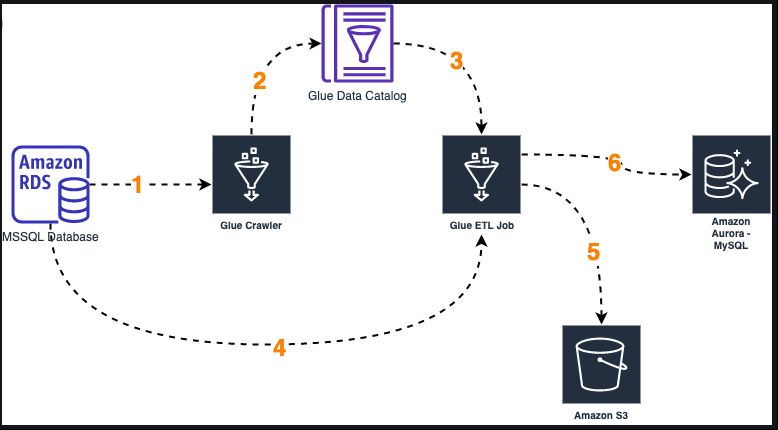 Glue Data Catalog
2
3
Amazon
RDS
MSSQL Database
1
Glue Crawler
Glue ETL Job
6
Amazon
Aurora -
MySQL
5
4
Amazon S3